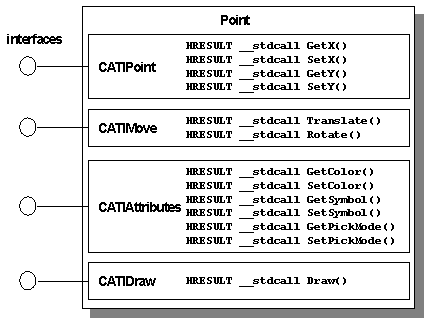 Point
interfaces
CATIPoint
HRESULT __stdcall GetX()
HRESULT __stdcall SetX()
HRESULT __stdcall GetY()
HRESULT __stdcall SetY()
CATIMove
HRESULT __stdcall Translate()
HRESULT __stdcall Rotate()
CATIAttributes
HRESULT __stdcall GetColor()
HRESULT __stdcall SetColor()
HRESULT __stdcall GetSymbol()
HRESULT __stdcall SetSymbol()
HRESULT __stdcall GetPickMode()
HRESULT __stdcall SetPickMode()
CATIDraw
HRESULT __stdcall Draw()